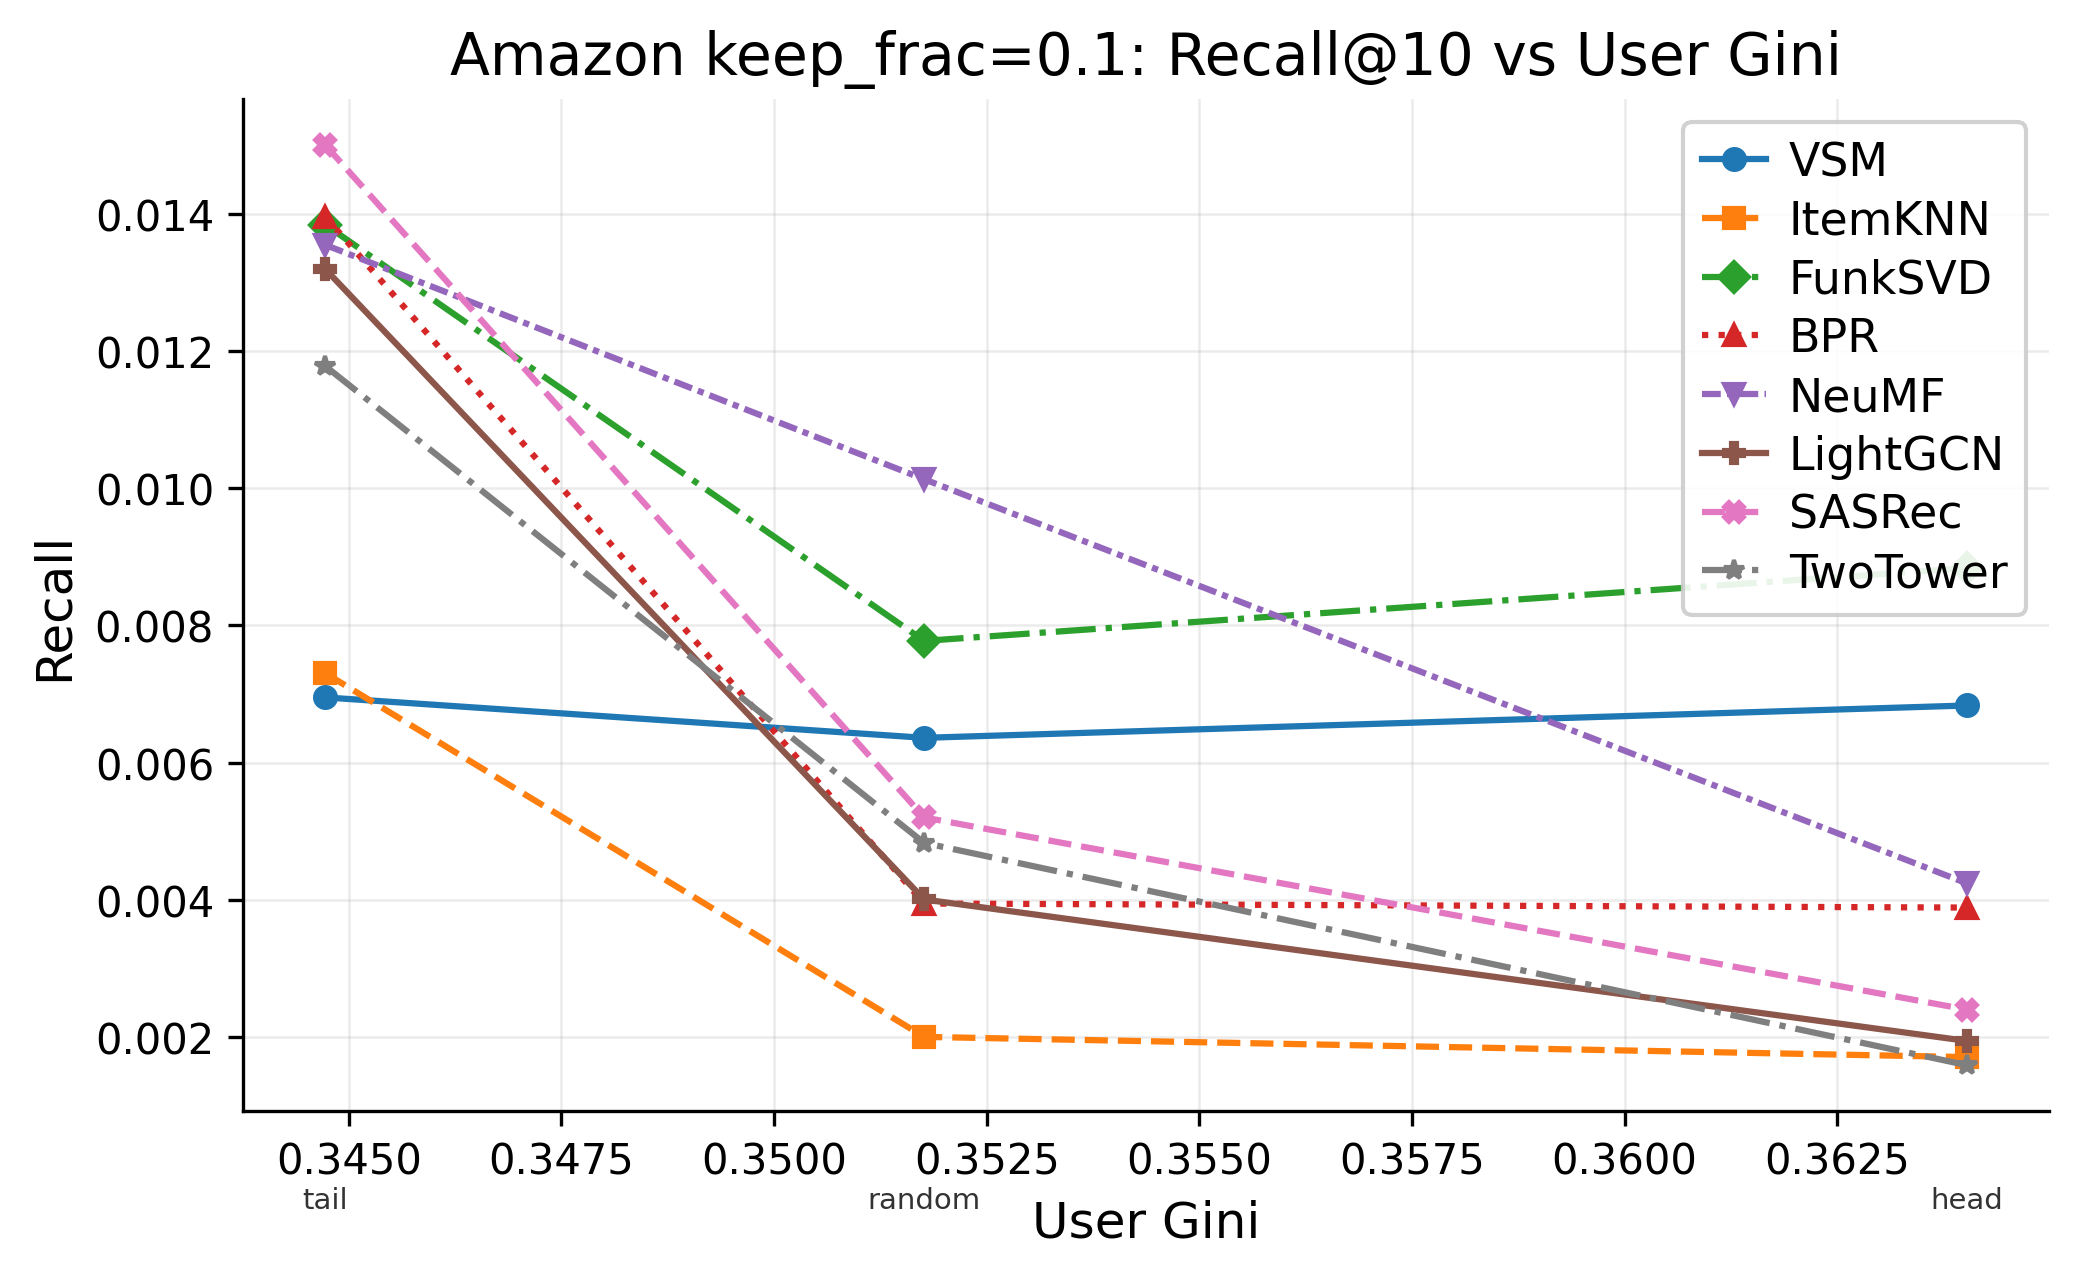 Amazon keep_frac=0.1: Recall@10 vs User Gini
Recall
0.014
0.012
0.010
0.008
0.006
0.004
0.002
VSM
ItemKNN
FunkSVD
BPR
NeuMF
LightGCN
SASRec
TwoTower
0.3450 0.3475 0.3500 0.3525 0.3550 0.3575 0.3600 0.3625
tail random head
User Gini